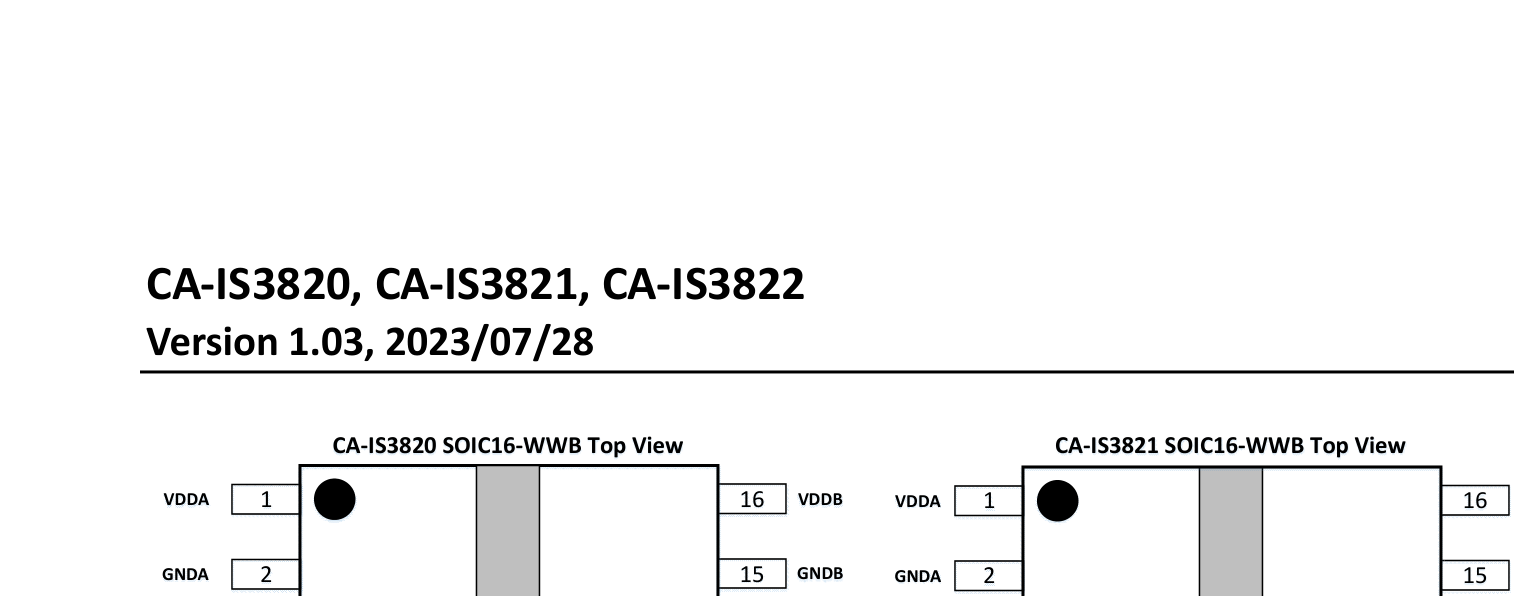 CA-IS3820, CA-IS3821, CA-IS3822
Version 1.03, 2023/07/28
CA-IS3820 SOIC16-WWB Top View CA-IS3821 SOIC16-WWB Top View
VDDA 1 16 VDDB VDDA 1 16
GNDA 2 15 GNDB GNDA 2 15